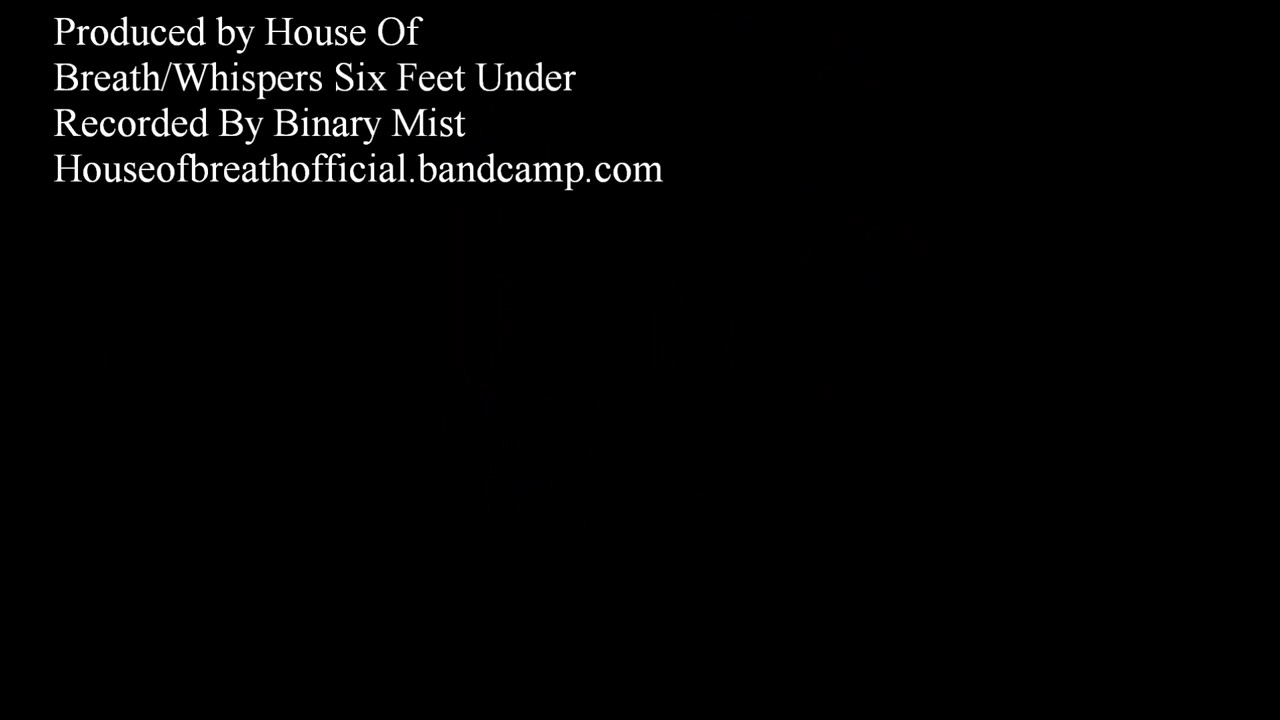 Produced by House Of
Breath/Whispers Six Feet Under
Recorded By Binary Mist
Houseofbreathofficial.bandcamp.com